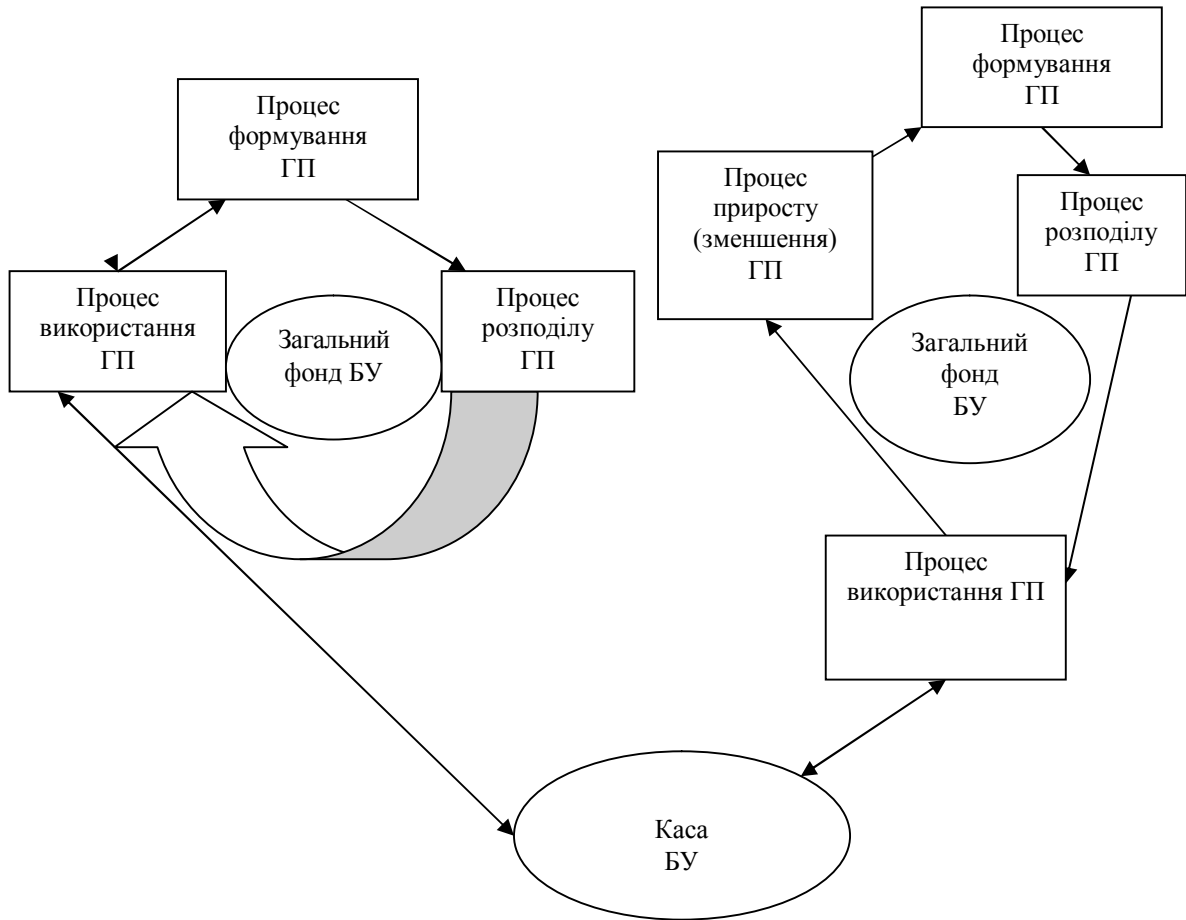 Процес
формування
ГП
Процес
використання
ГП
Загальний
фонд БУ
Процес
розподілу
ГП
Процес
формування
ГП
Процес
приросту
(зменшення)
ГП
Процес
розподілу
ГП
Загальний
фонд
БУ
Процес
використання ГП
Каса
БУ